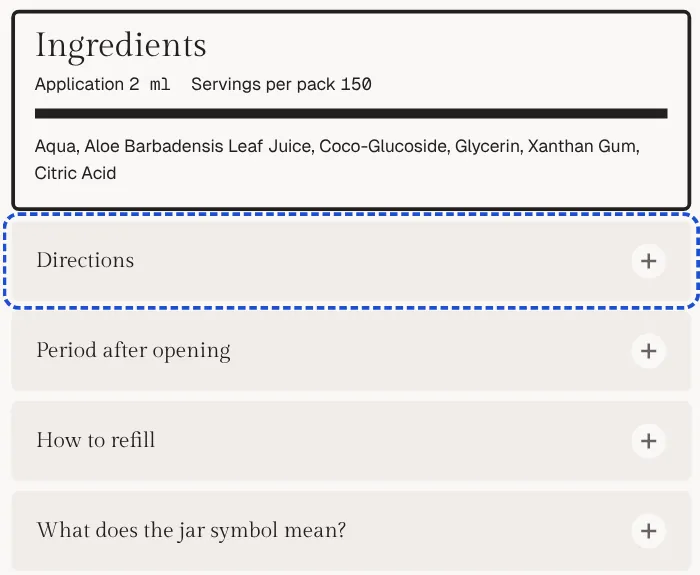 Ingredients
Application 2 ml Servings per pack 150
Aqua, Aloe Barbadensis Leaf Juice, Coco-Glucoside, Glycerin, Xanthan Gum,
Citric Acid
Directions
Period after opening
How to refill
What does the jar symbol mean?